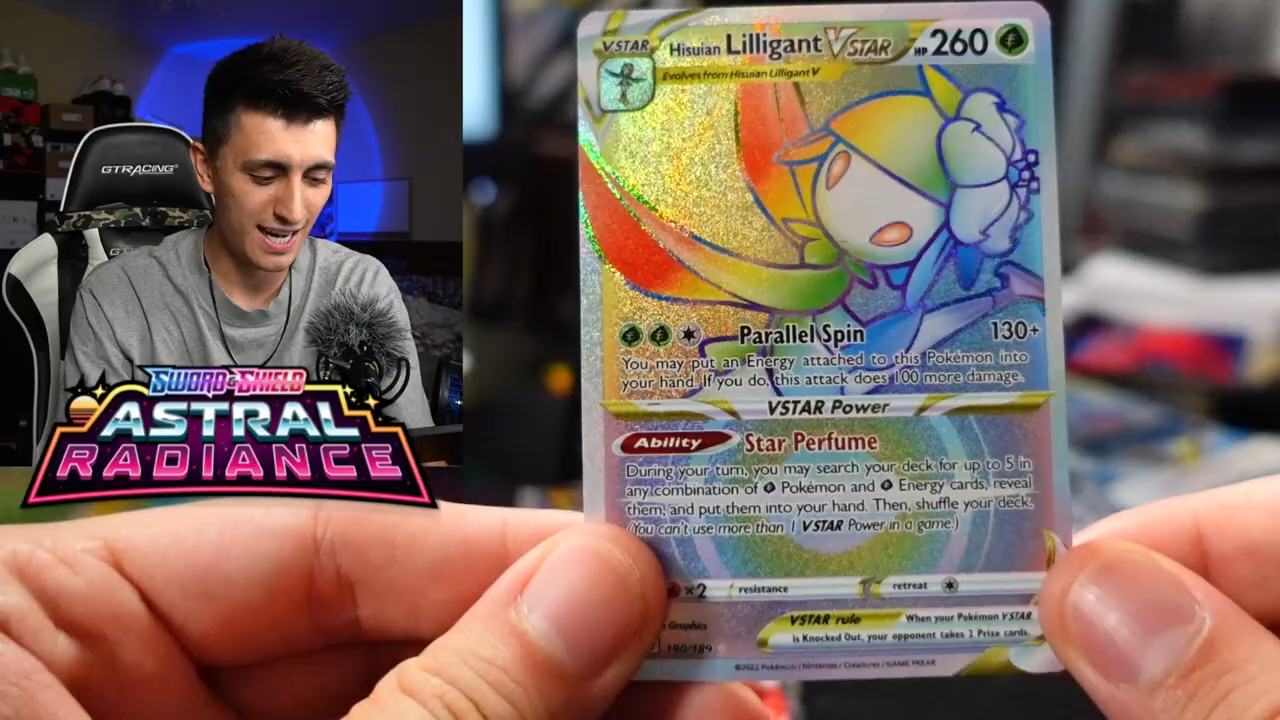 GTRACING
SWORD & SHIELD
ASTRAL
RADIANCE
VSTAR
Hisuian Lilligant VSTAR HP 260
Evolves from Hisuian Lilligant V
Parallel Spin 130+
You may put an Energy attached to this Pokémon into
your hand. If you do, this attack does 100 more damage.
VSTAR Power
Ability Star Perfume
During your turn, you may search your deck for up to 5 in
any combination of Pokémon and Energy cards, reveal
them, and put them into your hand. Then, shuffle your deck.
(You can't use more than 1 VSTAR Power in a game.)
×2 resistance retreat
VSTAR rule When your Pokémon VSTAR
is Knocked Out, your opponent takes 2 Prize cards.
Graphics
190/189
©2022 Pokémon / Nintendo / Creatures / GAME FREAK